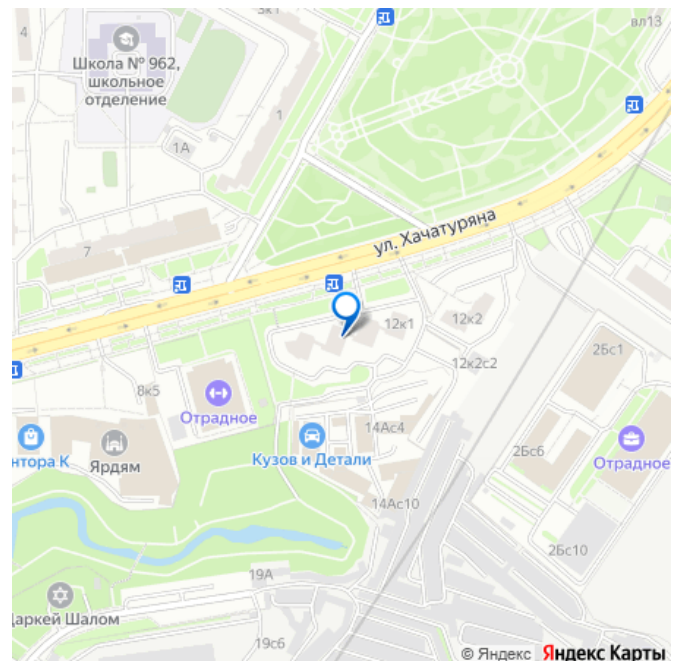 3к1
вл13
4
Школа № 962,
школьное
отделение
1
1А
ул. Хачатуряна
7
12к1
12к2
12к2с2
2Бс1
8к5
Отрадное
14Ас4
нтора К
Ярдям
Кузов и Детали
2Бс6
Отрадное
14Ас10
2Бс10
19А
Даркей Шалом
19с6
© Яндекс Яндекс Карты